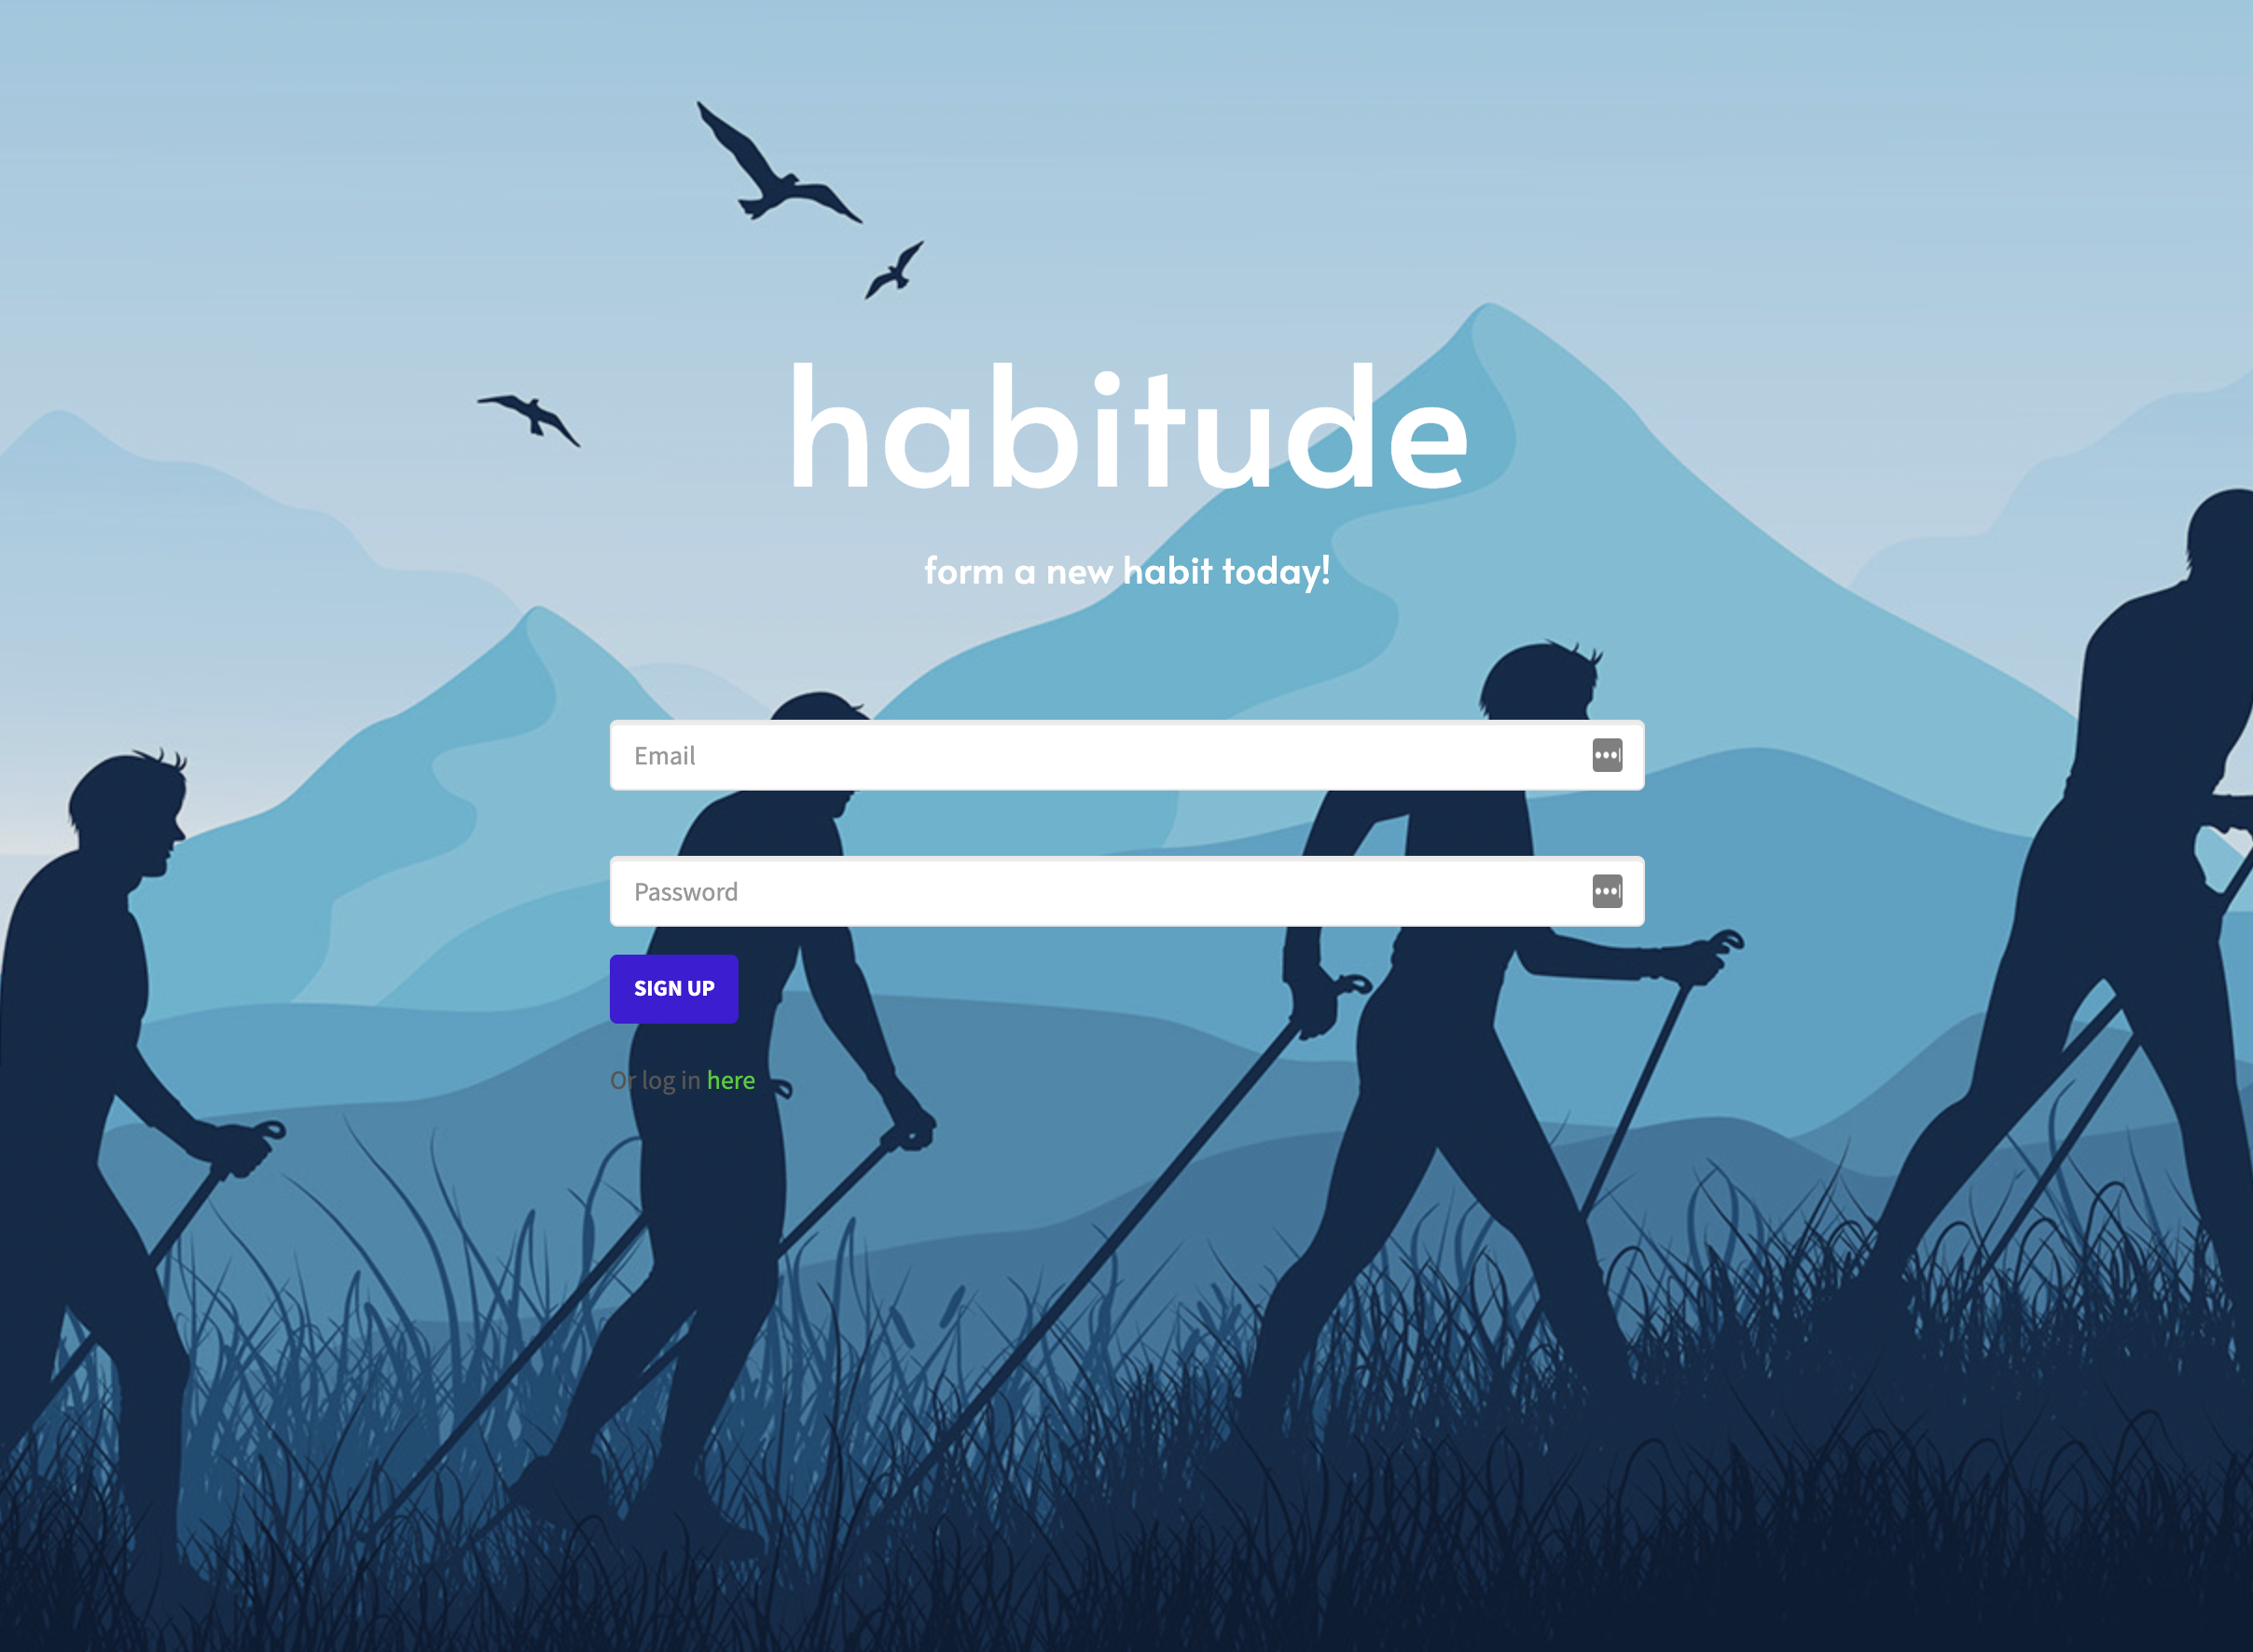 habitude
form a new habit today!
Email
Password
SIGN UP
Or log in here